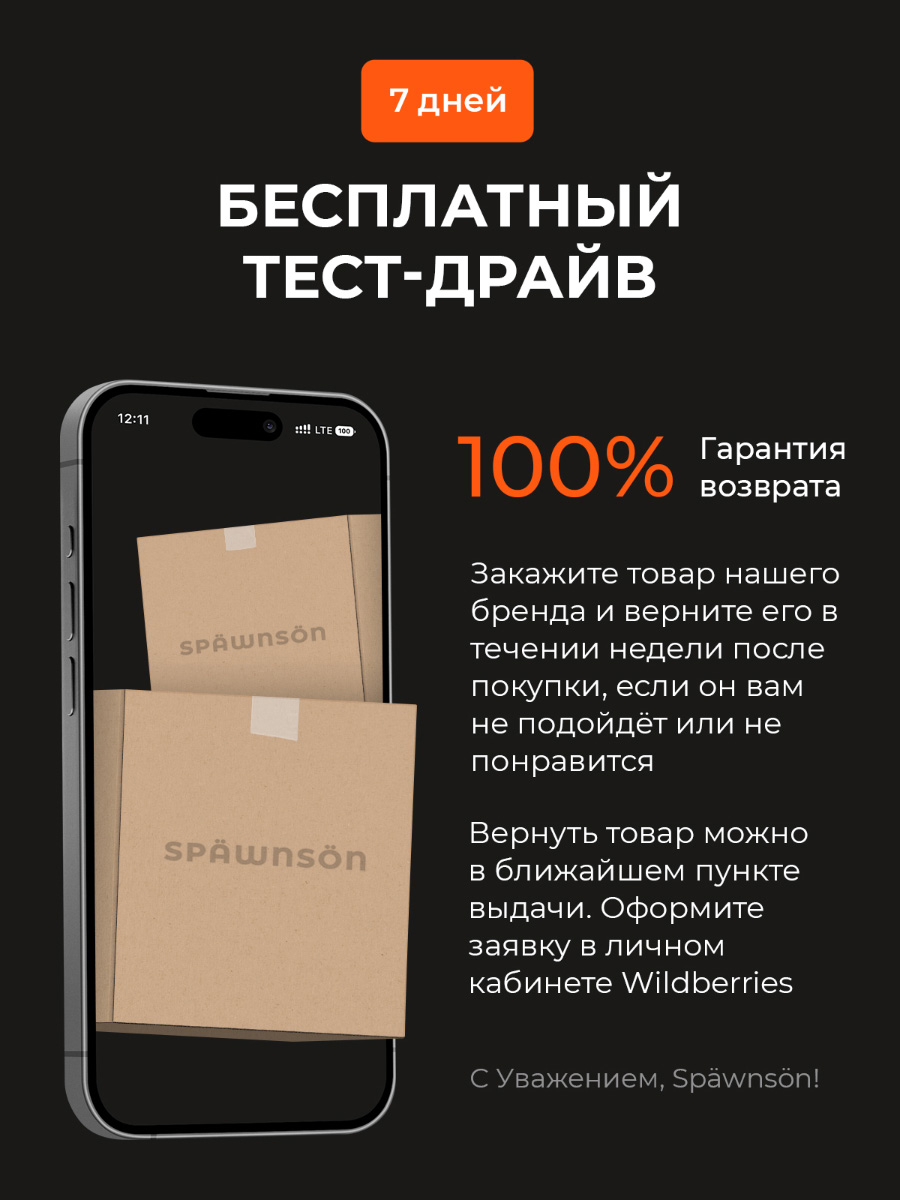 7 дней
БЕСПЛАТНЫЙ
ТЕСТ-ДРАЙВ
12:11
LTE 100
100% Гарантия
возврата
Закажите товар нашего
бренда и верните его в
течении недели после
покупки, если он вам
не подойдёт или не
понравится
Вернуть товар можно
в ближайшем пункте
выдачи. Оформите
заявку в личном
кабинете Wildberries
С Уважением, Späwnsön!
SPÄWNSÖN
SPÄWNSÖN